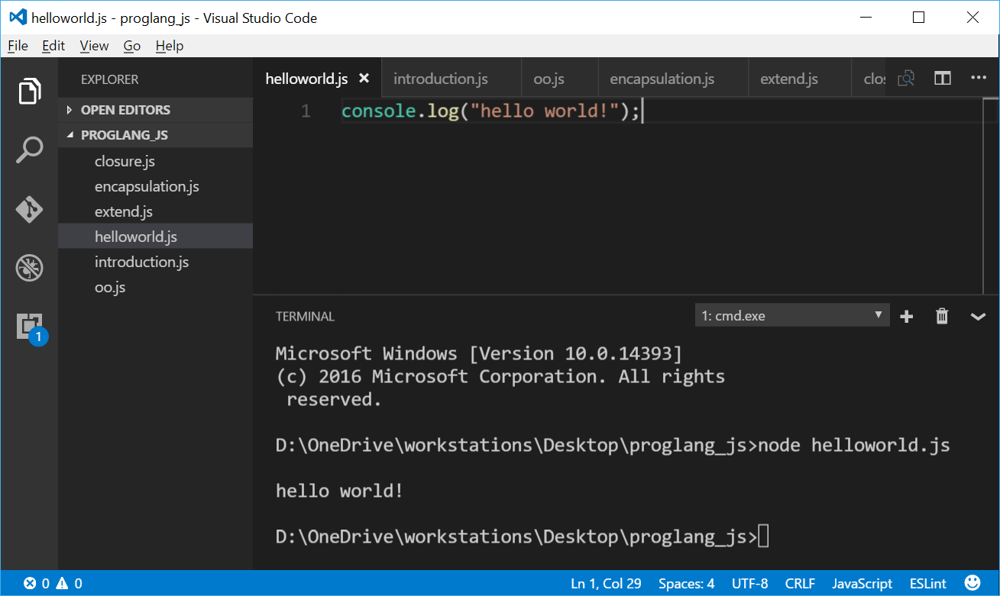 helloworld.js - proglang_js - Visual Studio Code
File Edit View Go Help
EXPLORER
OPEN EDITORS
PROGLANG_JS
closure.js
encapsulation.js
extend.js
helloworld.js
introduction.js
oo.js
1
helloworld.js introduction.js oo.js encapsulation.js extend.js clos
1 console.log("hello world!");
TERMINAL 1: cmd.exe
Microsoft Windows [Version 10.0.14393]
(c) 2016 Microsoft Corporation. All rights
reserved.
D:\OneDrive\workstations\Desktop\proglang_js>node helloworld.js
hello world!
D:\OneDrive\workstations\Desktop\proglang_js>
0 0 Ln 1, Col 29 Spaces: 4 UTF-8 CRLF JavaScript ESLint